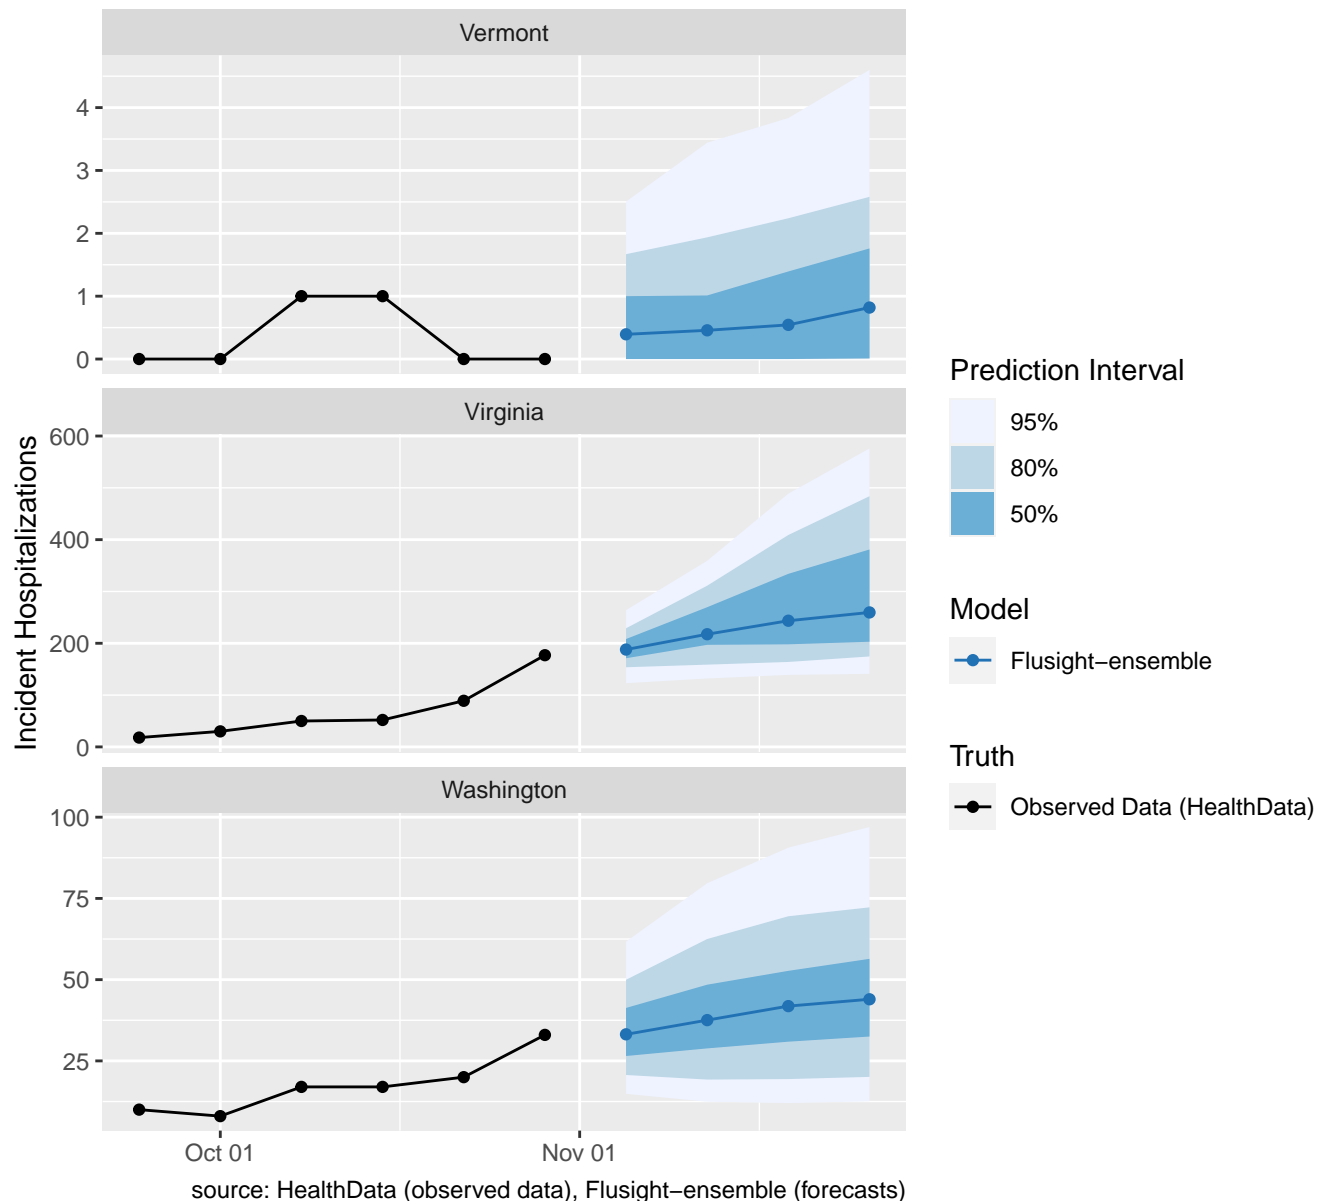 Vermont
4
3
2
1
0
Virginia
600
400
200
0
Washington
100
75
50
25
Oct 01
Nov 01
Incident Hospitalizations
source: HealthData (observed data), Flusight−ensemble (forecasts)
Prediction Interval
95%
80%
50%
Model
Flusight−ensemble
Truth
Observed Data (HealthData)